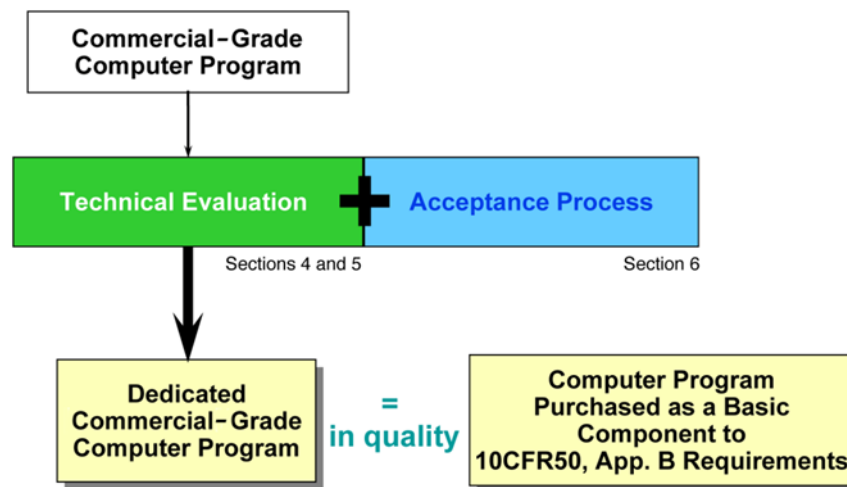 Commercial-Grade
Computer Program
Technical Evaluation + Acceptance Process
Sections 4 and 5
Section 6
Dedicated
Commercial-Grade
Computer Program
=
in quality
Computer Program
Purchased as a Basic
Component to
10CFR50, App. B Requirements